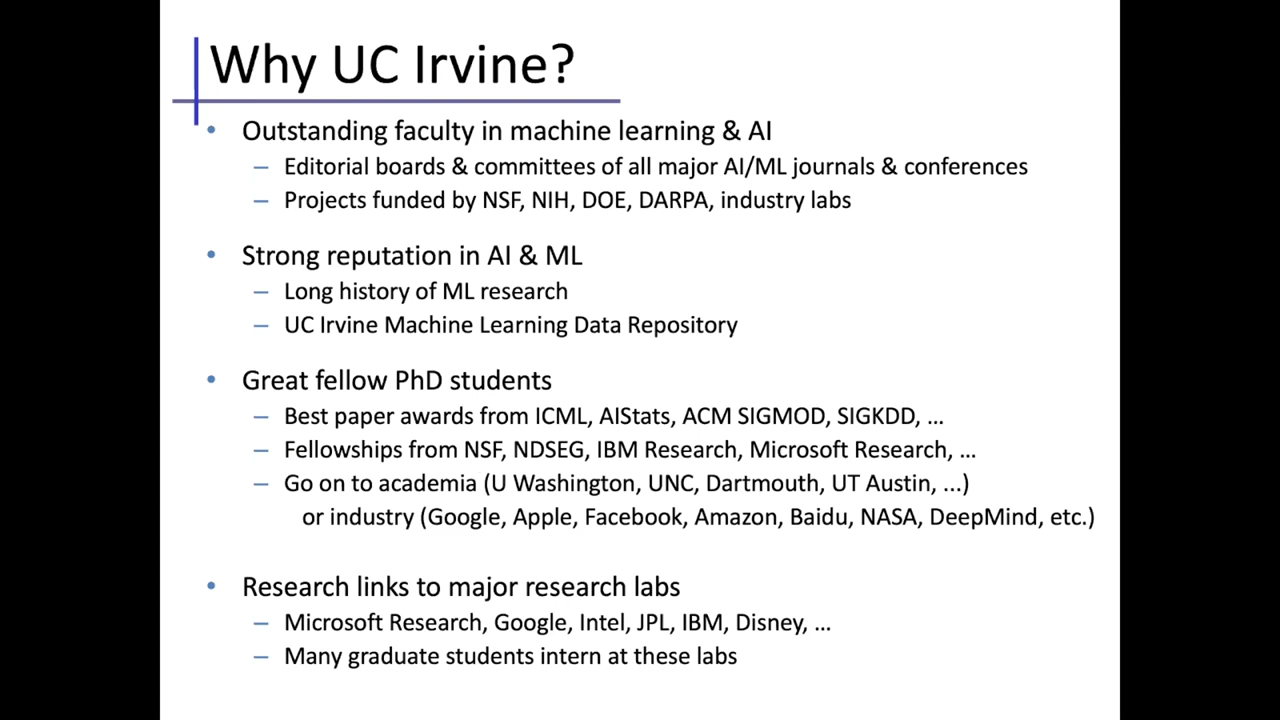 Why UC Irvine?
• Outstanding faculty in machine learning & AI
– Editorial boards & committees of all major AI/ML journals & conferences
– Projects funded by NSF, NIH, DOE, DARPA, industry labs
• Strong reputation in AI & ML
– Long history of ML research
– UC Irvine Machine Learning Data Repository
• Great fellow PhD students
– Best paper awards from ICML, AIStats, ACM SIGMOD, SIGKDD, ...
– Fellowships from NSF, NDSEG, IBM Research, Microsoft Research, ...
– Go on to academia (U Washington, UNC, Dartmouth, UT Austin, ...)
or industry (Google, Apple, Facebook, Amazon, Baidu, NASA, DeepMind, etc.)
• Research links to major research labs
– Microsoft Research, Google, Intel, JPL, IBM, Disney, ...
– Many graduate students intern at these labs